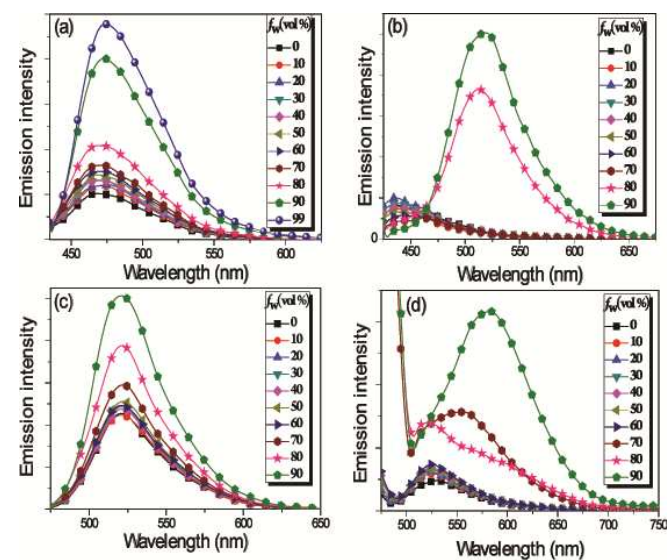 (a)
f_w(vol %)
0
10
20
30
40
50
60
70
80
90
99
Emission intensity
450 500 550 600
Wavelength (nm)
(b)
f_w(vol %)
0
10
20
30
40
50
60
70
80
90
Emission intensity
0
450 500 550 600 650
Wavelength (nm)
(c)
f_w(vol %)
0
10
20
30
40
50
60
70
80
90
Emission intensity
500 550 600 650
Wavelength (nm)
(d)
f_w(vol %)
0
10
20
30
40
50
60
70
80
90
Emission intensity
500 550 600 650 700 750
Wavelength (nm)